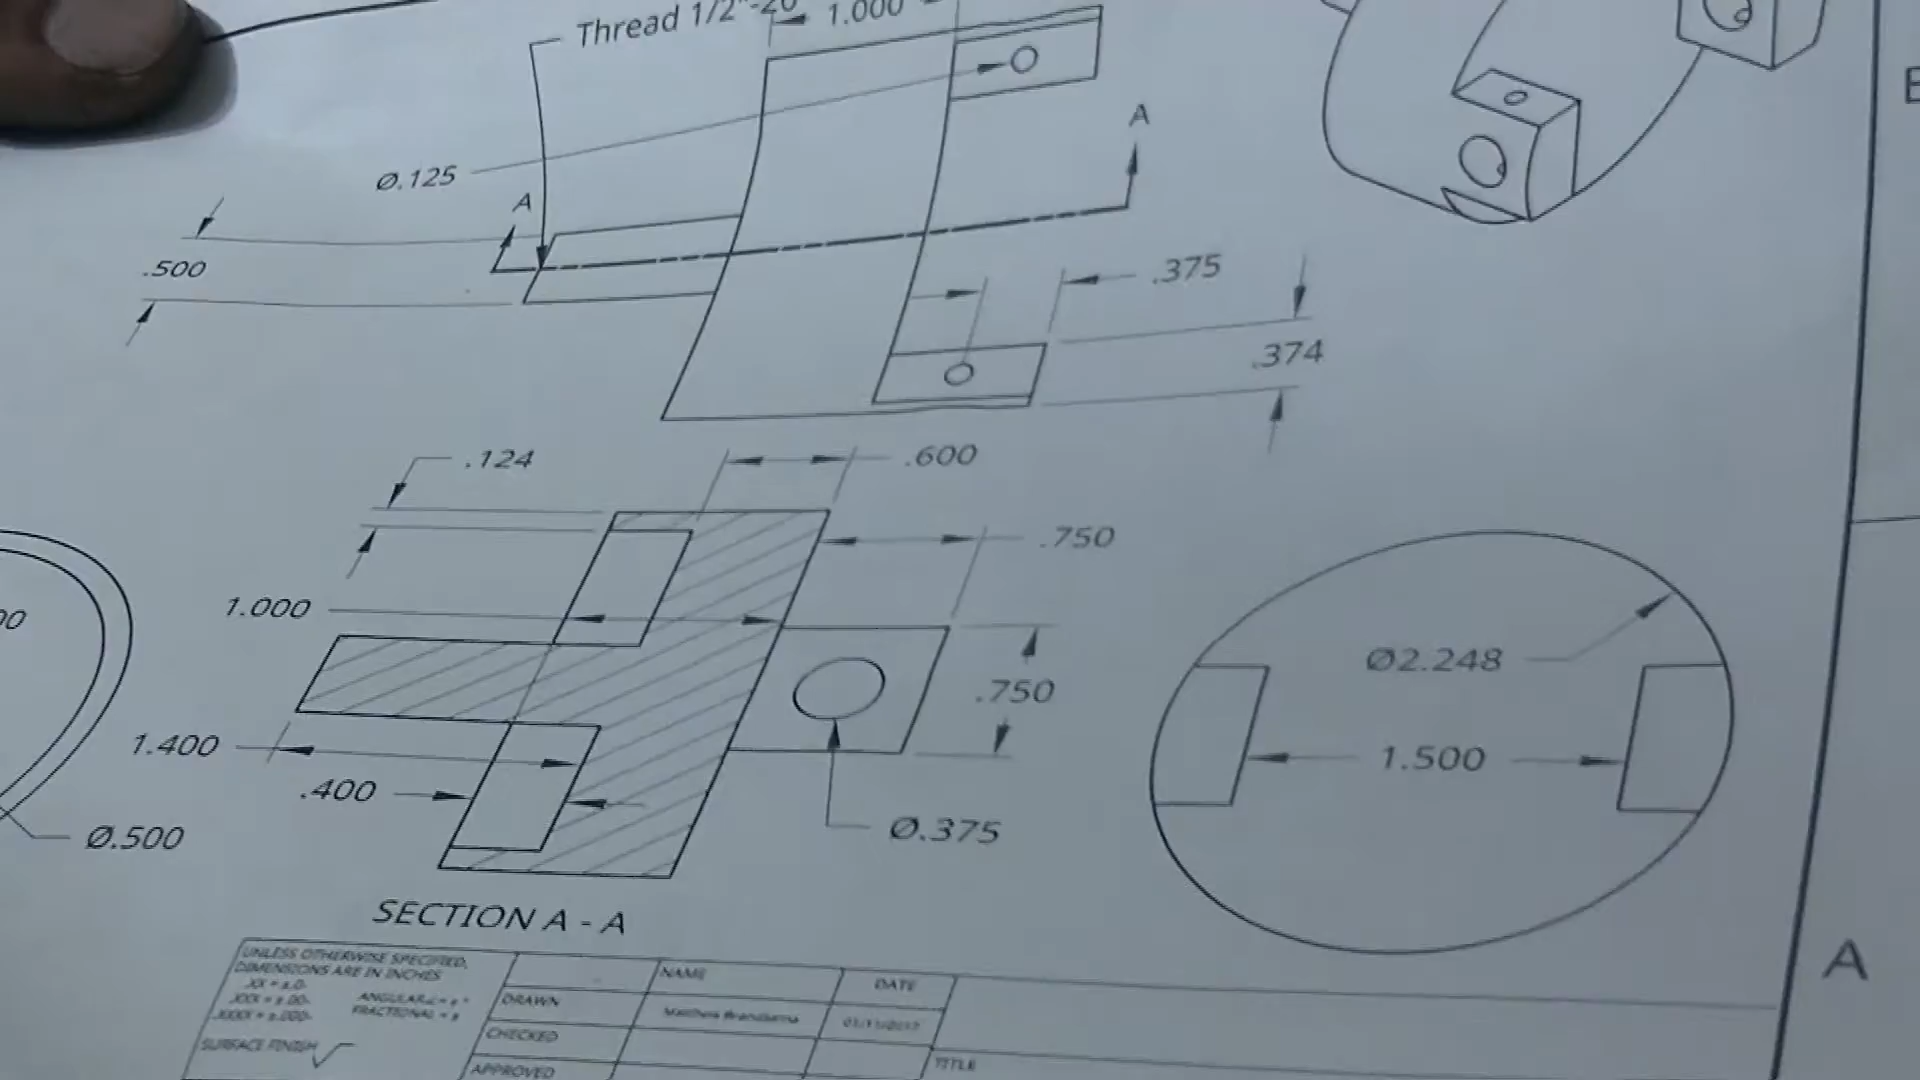 Thread 1/2"-20
1.000
Ø.125
A
A
.500
.375
.374
.124
.600
.750
1.000
Ø2.248
.750
1.400
1.500
.400
Ø.375
Ø.500
SECTION A - A
A
UNLESS OTHERWISE SPECIFIED,
DIMENSIONS ARE IN INCHES
SURFACE FINISH
NAME
DATE
DRAWN
CHECKED
APPROVED
TITLE